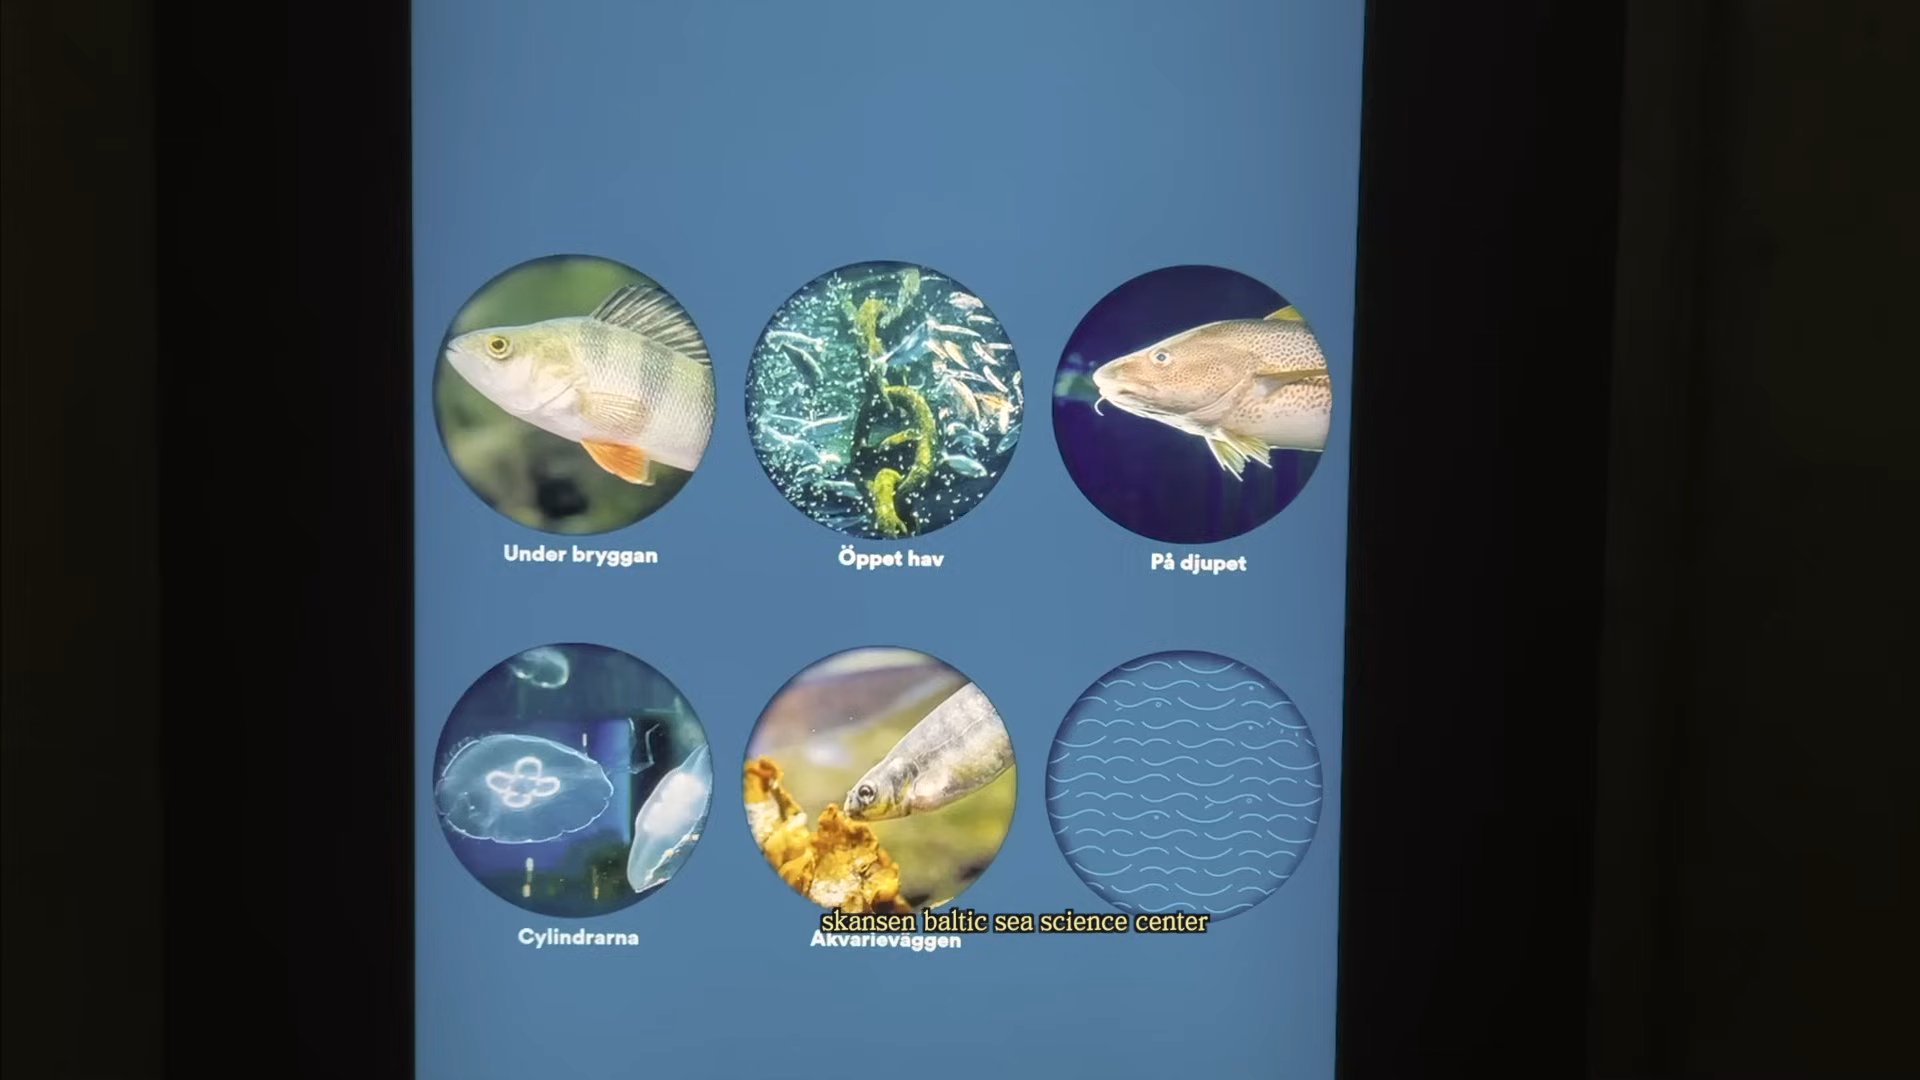 Under bryggan
Öppet hav
På djupet
Cylindrarna
Akvarieväggen
skansen baltic sea science center